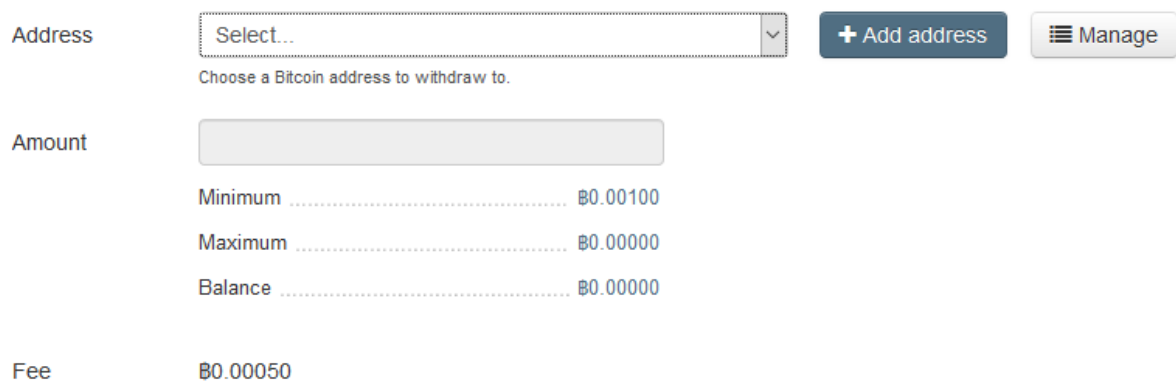 Address Select... + Add address Manage
Choose a Bitcoin address to withdraw to.
Amount
Minimum ฿0.00100
Maximum ฿0.00000
Balance ฿0.00000
Fee ฿0.00050